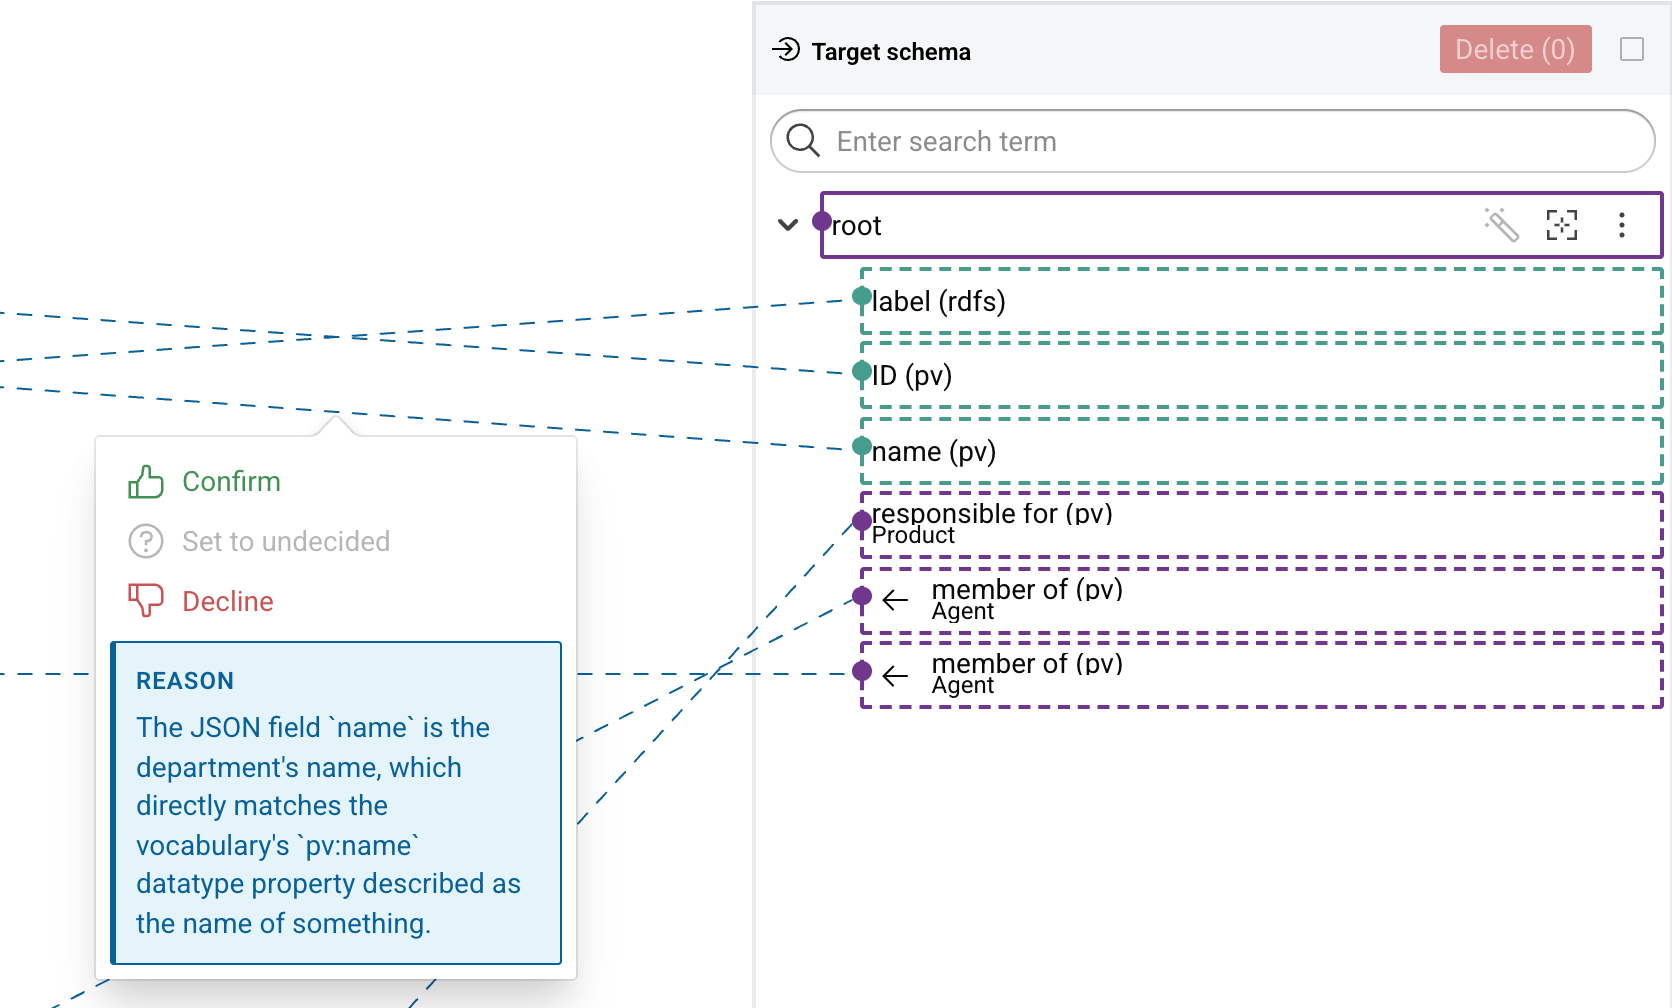 Target schema
Delete (0)
Enter search term
root
label (rdfs)
ID (pv)
name (pv)
responsible for (pv)
Product
member of (pv)
Agent
member of (pv)
Agent
Confirm
Set to undecided
Decline
REASON
The JSON field `name` is the
department's name, which
directly matches the
vocabulary's `pv:name`
datatype property described as
the name of something.